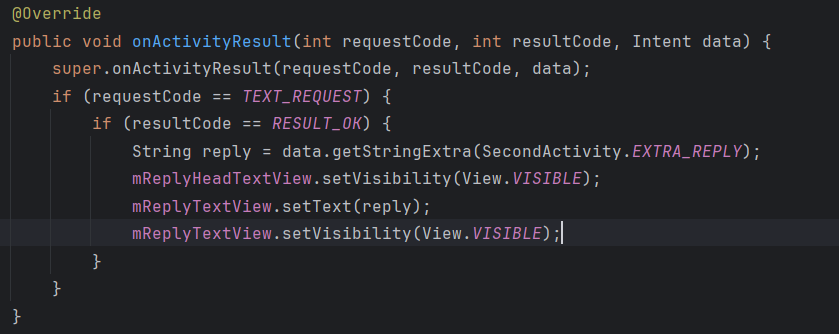 @Override
public void onActivityResult(int requestCode, int resultCode, Intent data) {
    super.onActivityResult(requestCode, resultCode, data);
    if (requestCode == TEXT_REQUEST) {
        if (resultCode == RESULT_OK) {
            String reply = data.getStringExtra(SecondActivity.EXTRA_REPLY);
            mReplyHeadTextView.setVisibility(View.VISIBLE);
            mReplyTextView.setText(reply);
            mReplyTextView.setVisibility(View.VISIBLE);
        }
    }
}